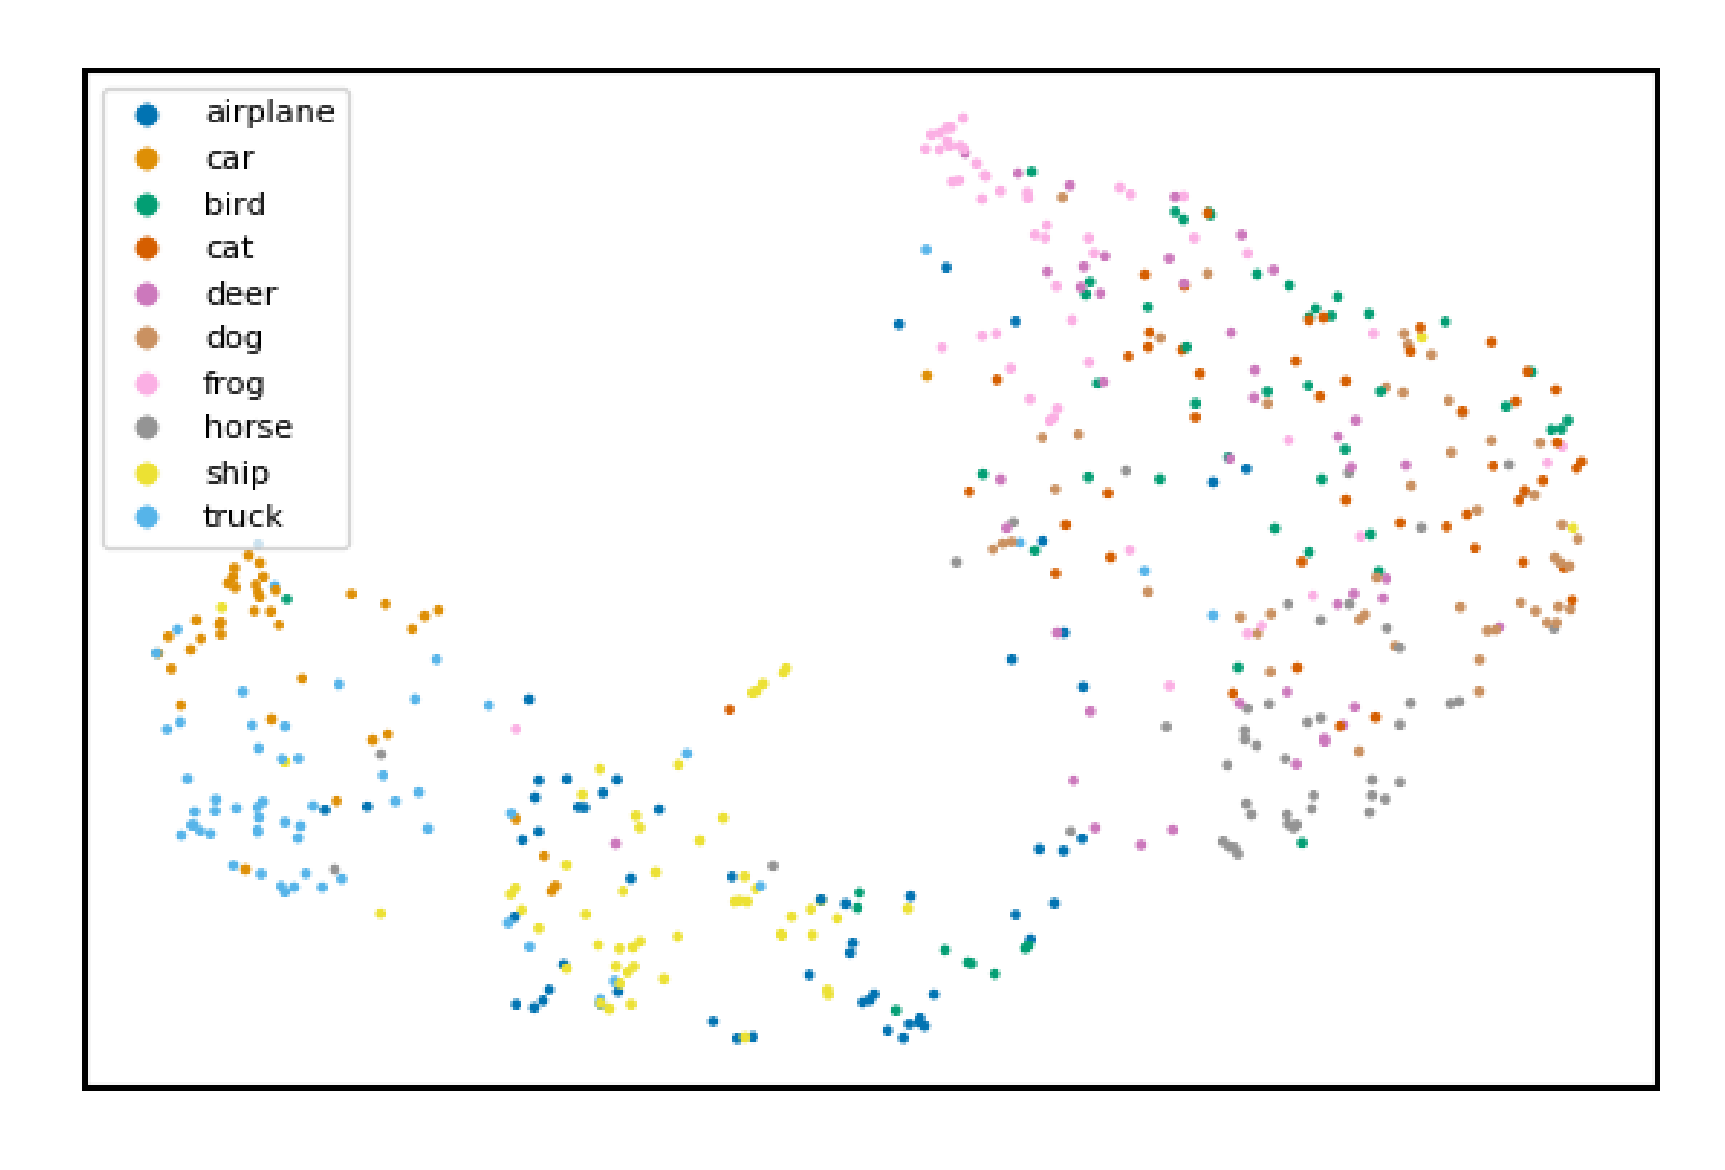 airplane
car
bird
cat
deer
dog
frog
horse
ship
truck